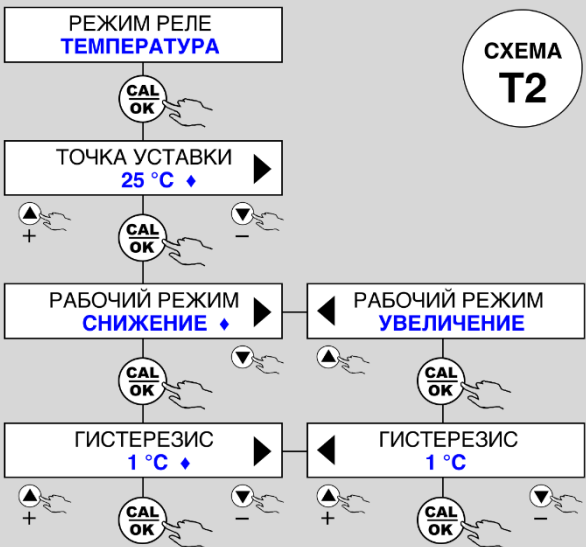 РЕЖИМ РЕЛЕ
ТЕМПЕРАТУРА
СХЕМА
T2
CAL
OK
ТОЧКА УСТАВКИ
25 °C ♦
+
CAL
OK
–
РАБОЧИЙ РЕЖИМ
СНИЖЕНИЕ ♦
РАБОЧИЙ РЕЖИМ
УВЕЛИЧЕНИЕ
CAL
OK
CAL
OK
ГИСТЕРЕЗИС
1 °C ♦
ГИСТЕРЕЗИС
1 °C
+
CAL
OK
–
+
CAL
OK
–